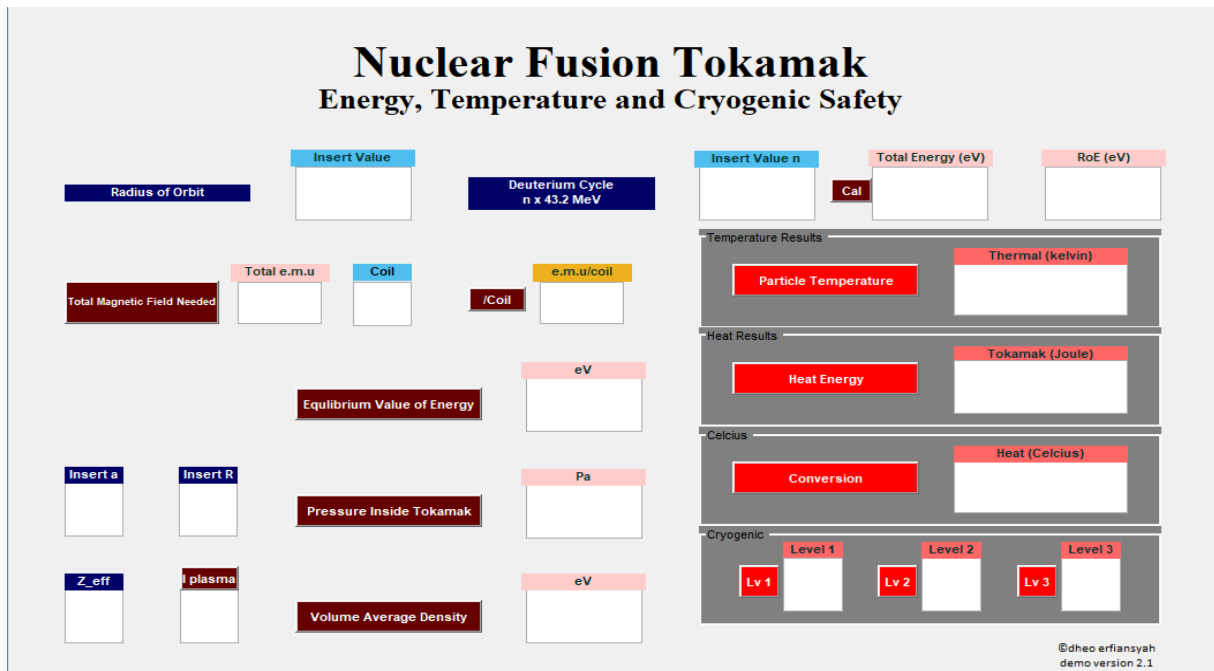 Nuclear Fusion Tokamak
Energy, Temperature and Cryogenic Safety
Insert Value
Insert Value n
Total Energy (eV)
RoE (eV)
Radius of Orbit
Deuterium Cycle
n x 43.2 MeV
Cal
Temperature Results
Thermal (kelvin)
Particle Temperature
Total e.m.u
Coil
e.m.u/coil
Total Magnetic Field Needed
/Coil
Heat Results
Tokamak (Joule)
Heat Energy
eV
Equlibrium Value of Energy
Celcius
Heat (Celcius)
Conversion
Insert a
Insert R
Pa
Pressure Inside Tokamak
Cryogenic
Level 1
Level 2
Level 3
Lv 1
Lv 2
Lv 3
Z_eff
I plasma
eV
Volume Average Density
©dheo erfiansyah
demo version 2.1